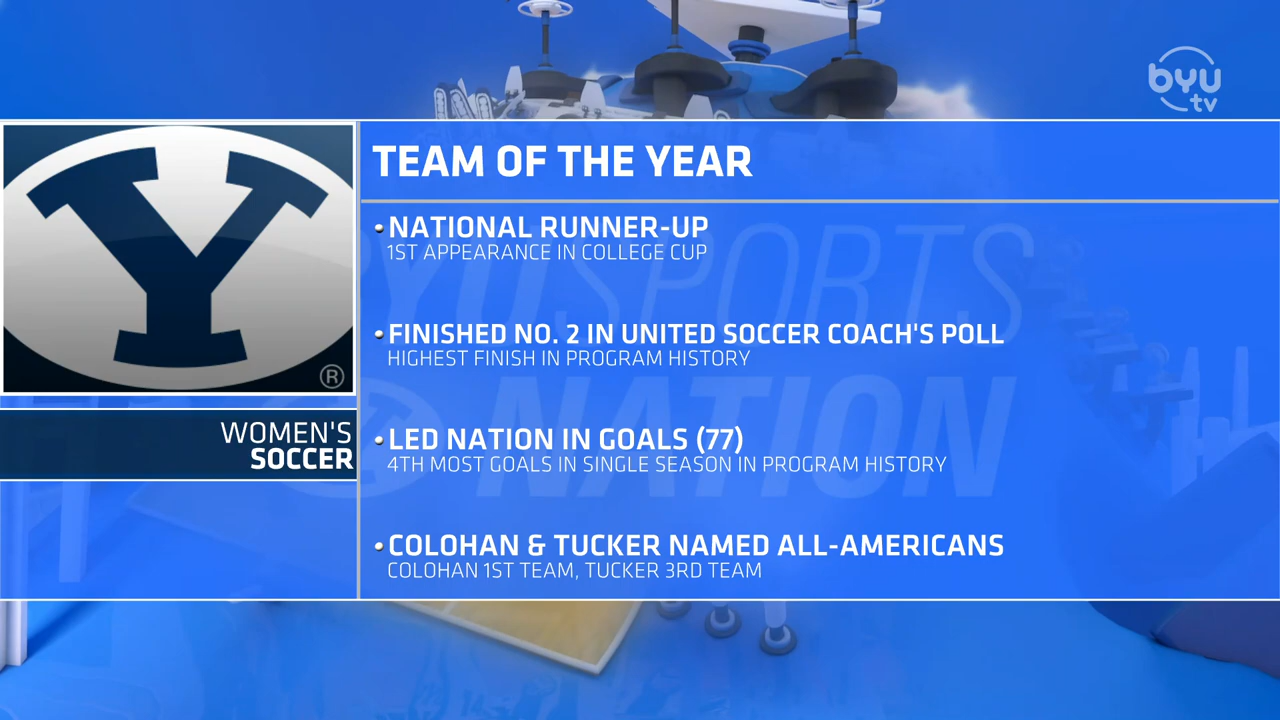 byu
tv
TEAM OF THE YEAR
• NATIONAL RUNNER-UP
1ST APPEARANCE IN COLLEGE CUP
• FINISHED NO. 2 IN UNITED SOCCER COACH'S POLL
HIGHEST FINISH IN PROGRAM HISTORY
• LED NATION IN GOALS (77)
4TH MOST GOALS IN SINGLE SEASON IN PROGRAM HISTORY
• COLOHAN & TUCKER NAMED ALL-AMERICANS
COLOHAN 1ST TEAM, TUCKER 3RD TEAM
Y
®
WOMEN'S
SOCCER
BYUSPORTS
NATION